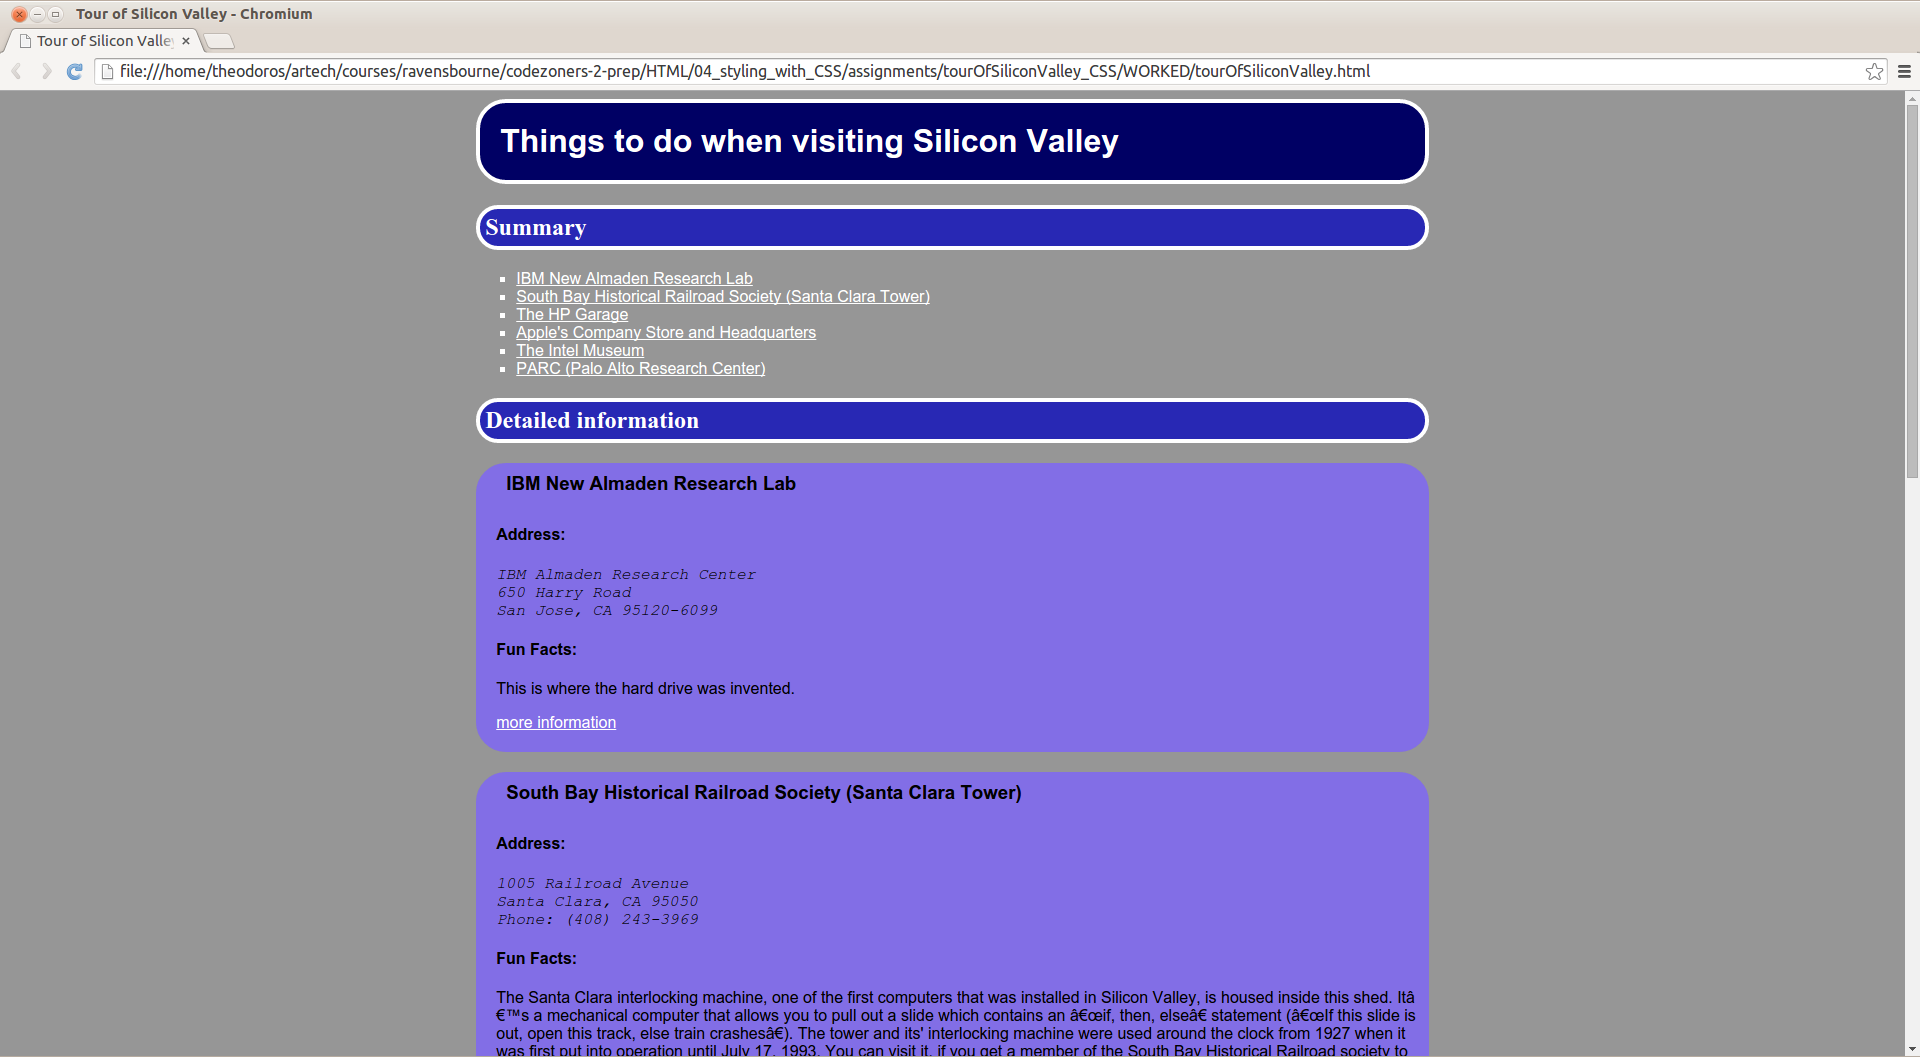 Tour of Silicon Valley - Chromium
Tour of Silicon Valley
file:///home/theodoros/artech/courses/ravensbourne/codezoners-2-prep/HTML/04_styling_with_CSS/assignments/tourOfSiliconValley_CSS/WORKED/tourOfSiliconValley.html
Things to do when visiting Silicon Valley
Summary
IBM New Almaden Research Lab
South Bay Historical Railroad Society (Santa Clara Tower)
The HP Garage
Apple's Company Store and Headquarters
The Intel Museum
PARC (Palo Alto Research Center)
Detailed information
IBM New Almaden Research Lab
Address:
IBM Almaden Research Center
650 Harry Road
San Jose, CA 95120-6099
Fun Facts:
This is where the hard drive was invented.
more information
South Bay Historical Railroad Society (Santa Clara Tower)
Address:
1005 Railroad Avenue
Santa Clara, CA 95050
Phone: (408) 243-3969
Fun Facts:
The Santa Clara interlocking machine, one of the first computers that was installed in Silicon Valley, is housed inside this shed. Itâ
€™s a mechanical computer that allows you to pull out a slide which contains an â€œif, then, elseâ€ statement (â€œIf this slide is
out, open this track, else train crashesâ€). The tower and its' interlocking machine were used around the clock from 1927 when it
was first put into operation until July 17, 1993. You can visit it, if you get a member of the South Bay Historical Railroad society to